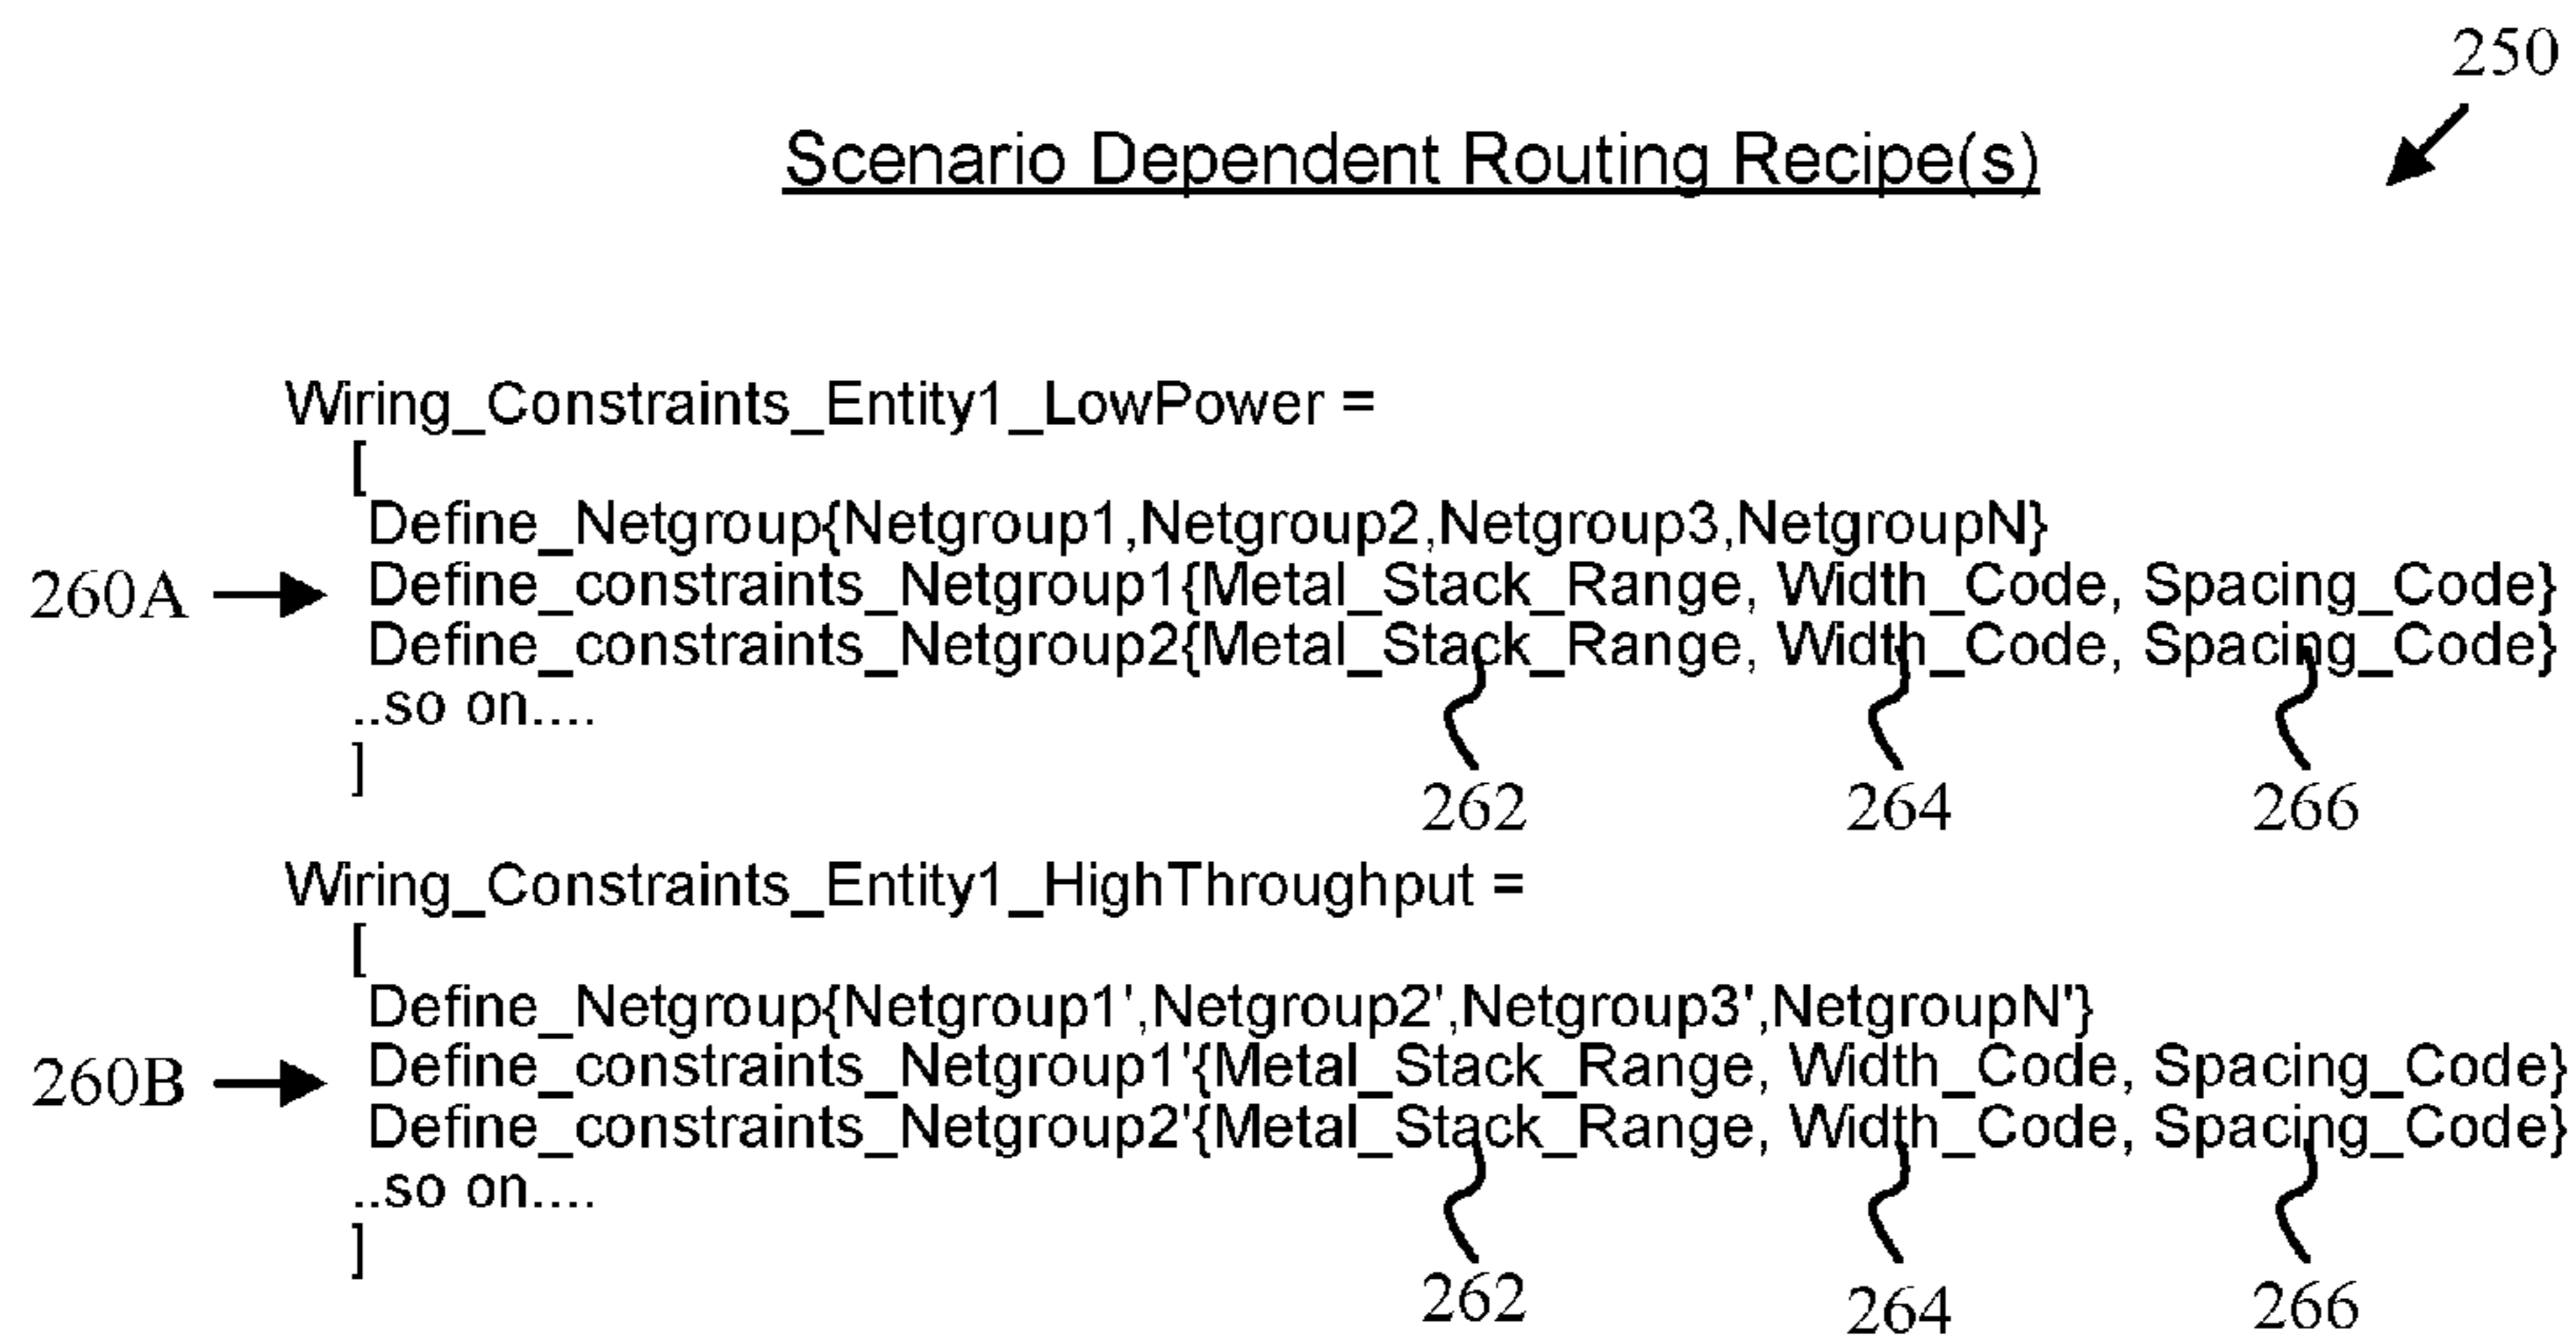 250
Scenario Dependent Routing Recipe(s)
Wiring_Constraints_Entity1_LowPower =
[
Define_Netgroup{Netgroup1,Netgroup2,Netgroup3,NetgroupN}
260A Define_constraints_Netgroup1{Metal_Stack_Range, Width_Code, Spacing_Code}
Define_constraints_Netgroup2{Metal_Stack_Range, Width_Code, Spacing_Code}
..so on....
]
262 264 266
Wiring_Constraints_Entity1_HighThroughput =
[
Define_Netgroup{Netgroup1',Netgroup2',Netgroup3',NetgroupN'}
260B Define_constraints_Netgroup1'{Metal_Stack_Range, Width_Code, Spacing_Code}
Define_constraints_Netgroup2'{Metal_Stack_Range, Width_Code, Spacing_Code}
..so on....
]
262 264 266